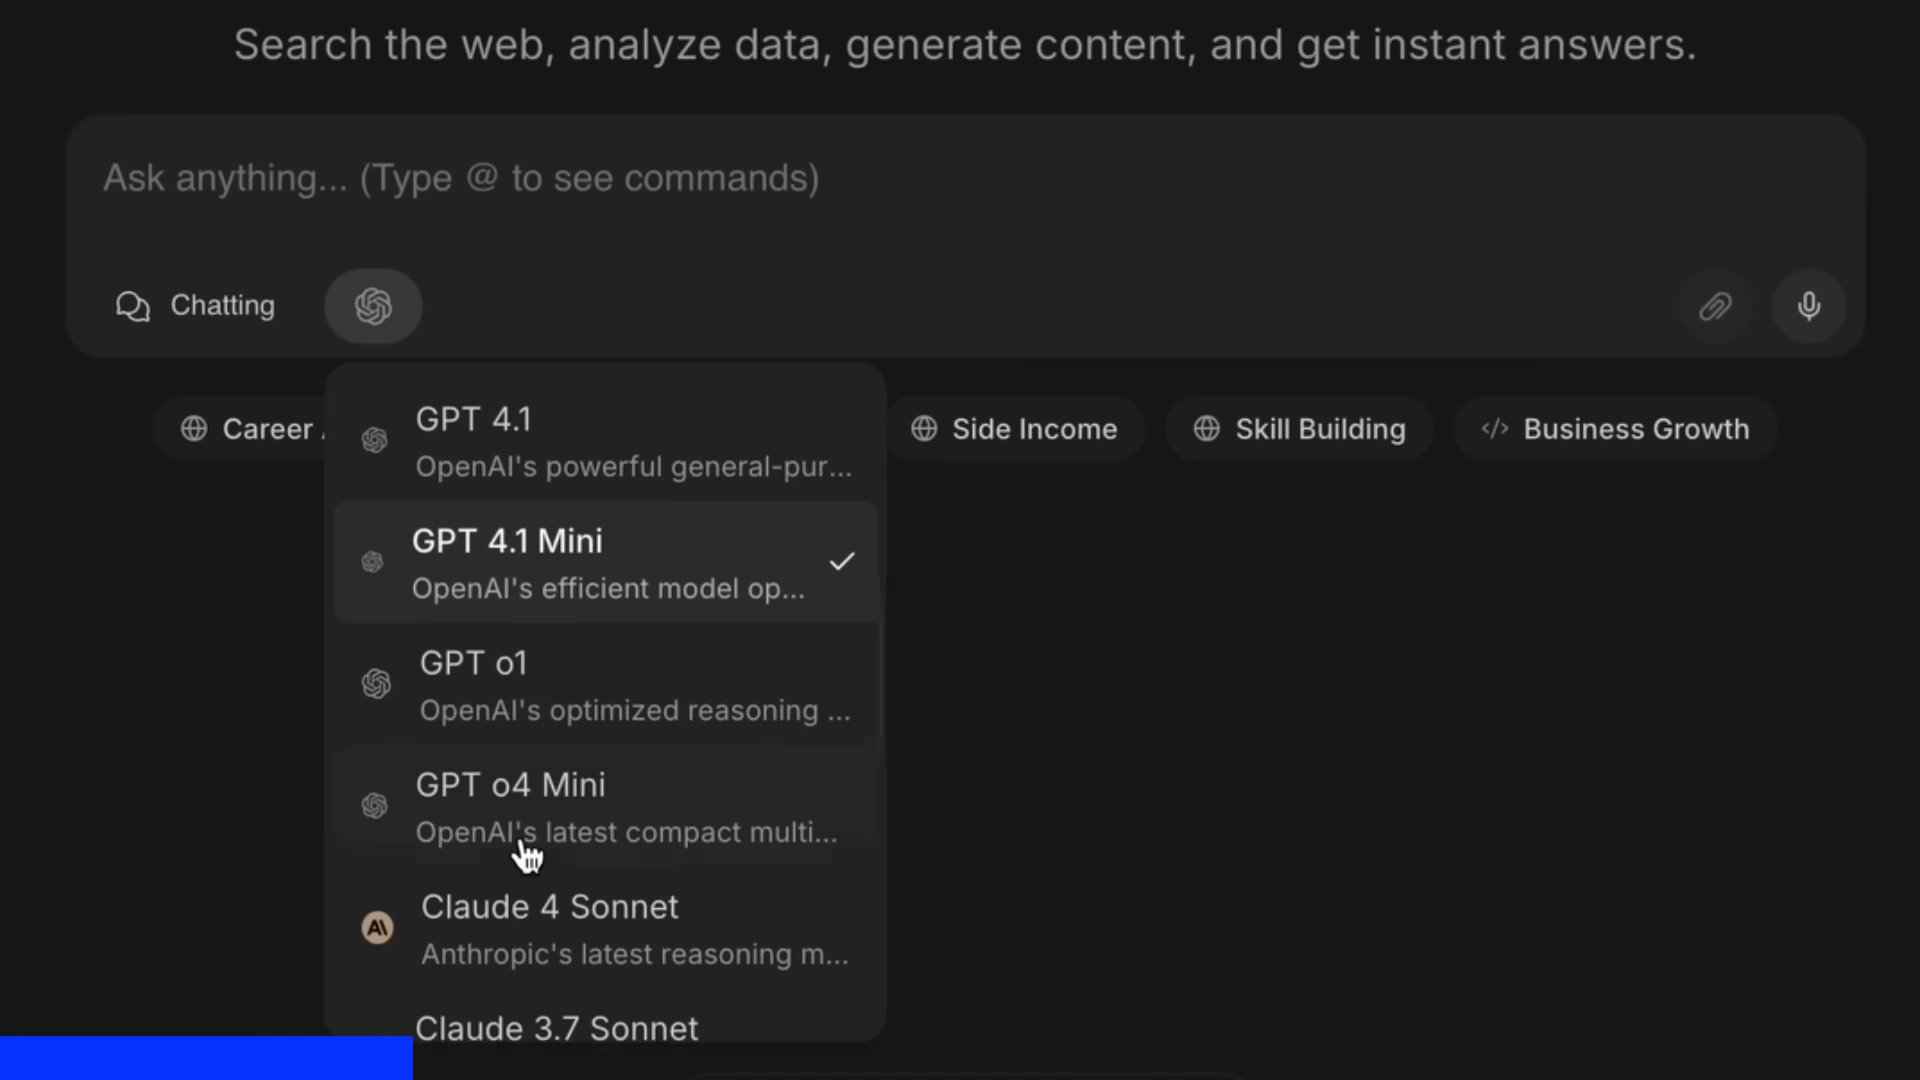 Search the web, analyze data, generate content, and get instant answers.
Ask anything... (Type @ to see commands)
Chatting
Career
Side Income
Skill Building
</> Business Growth
GPT 4.1
OpenAI's powerful general-pur...
GPT 4.1 Mini
OpenAI's efficient model op...
GPT o1
OpenAI's optimized reasoning ...
GPT o4 Mini
OpenAI's latest compact multi...
Claude 4 Sonnet
Anthropic's latest reasoning m...
Claude 3.7 Sonnet